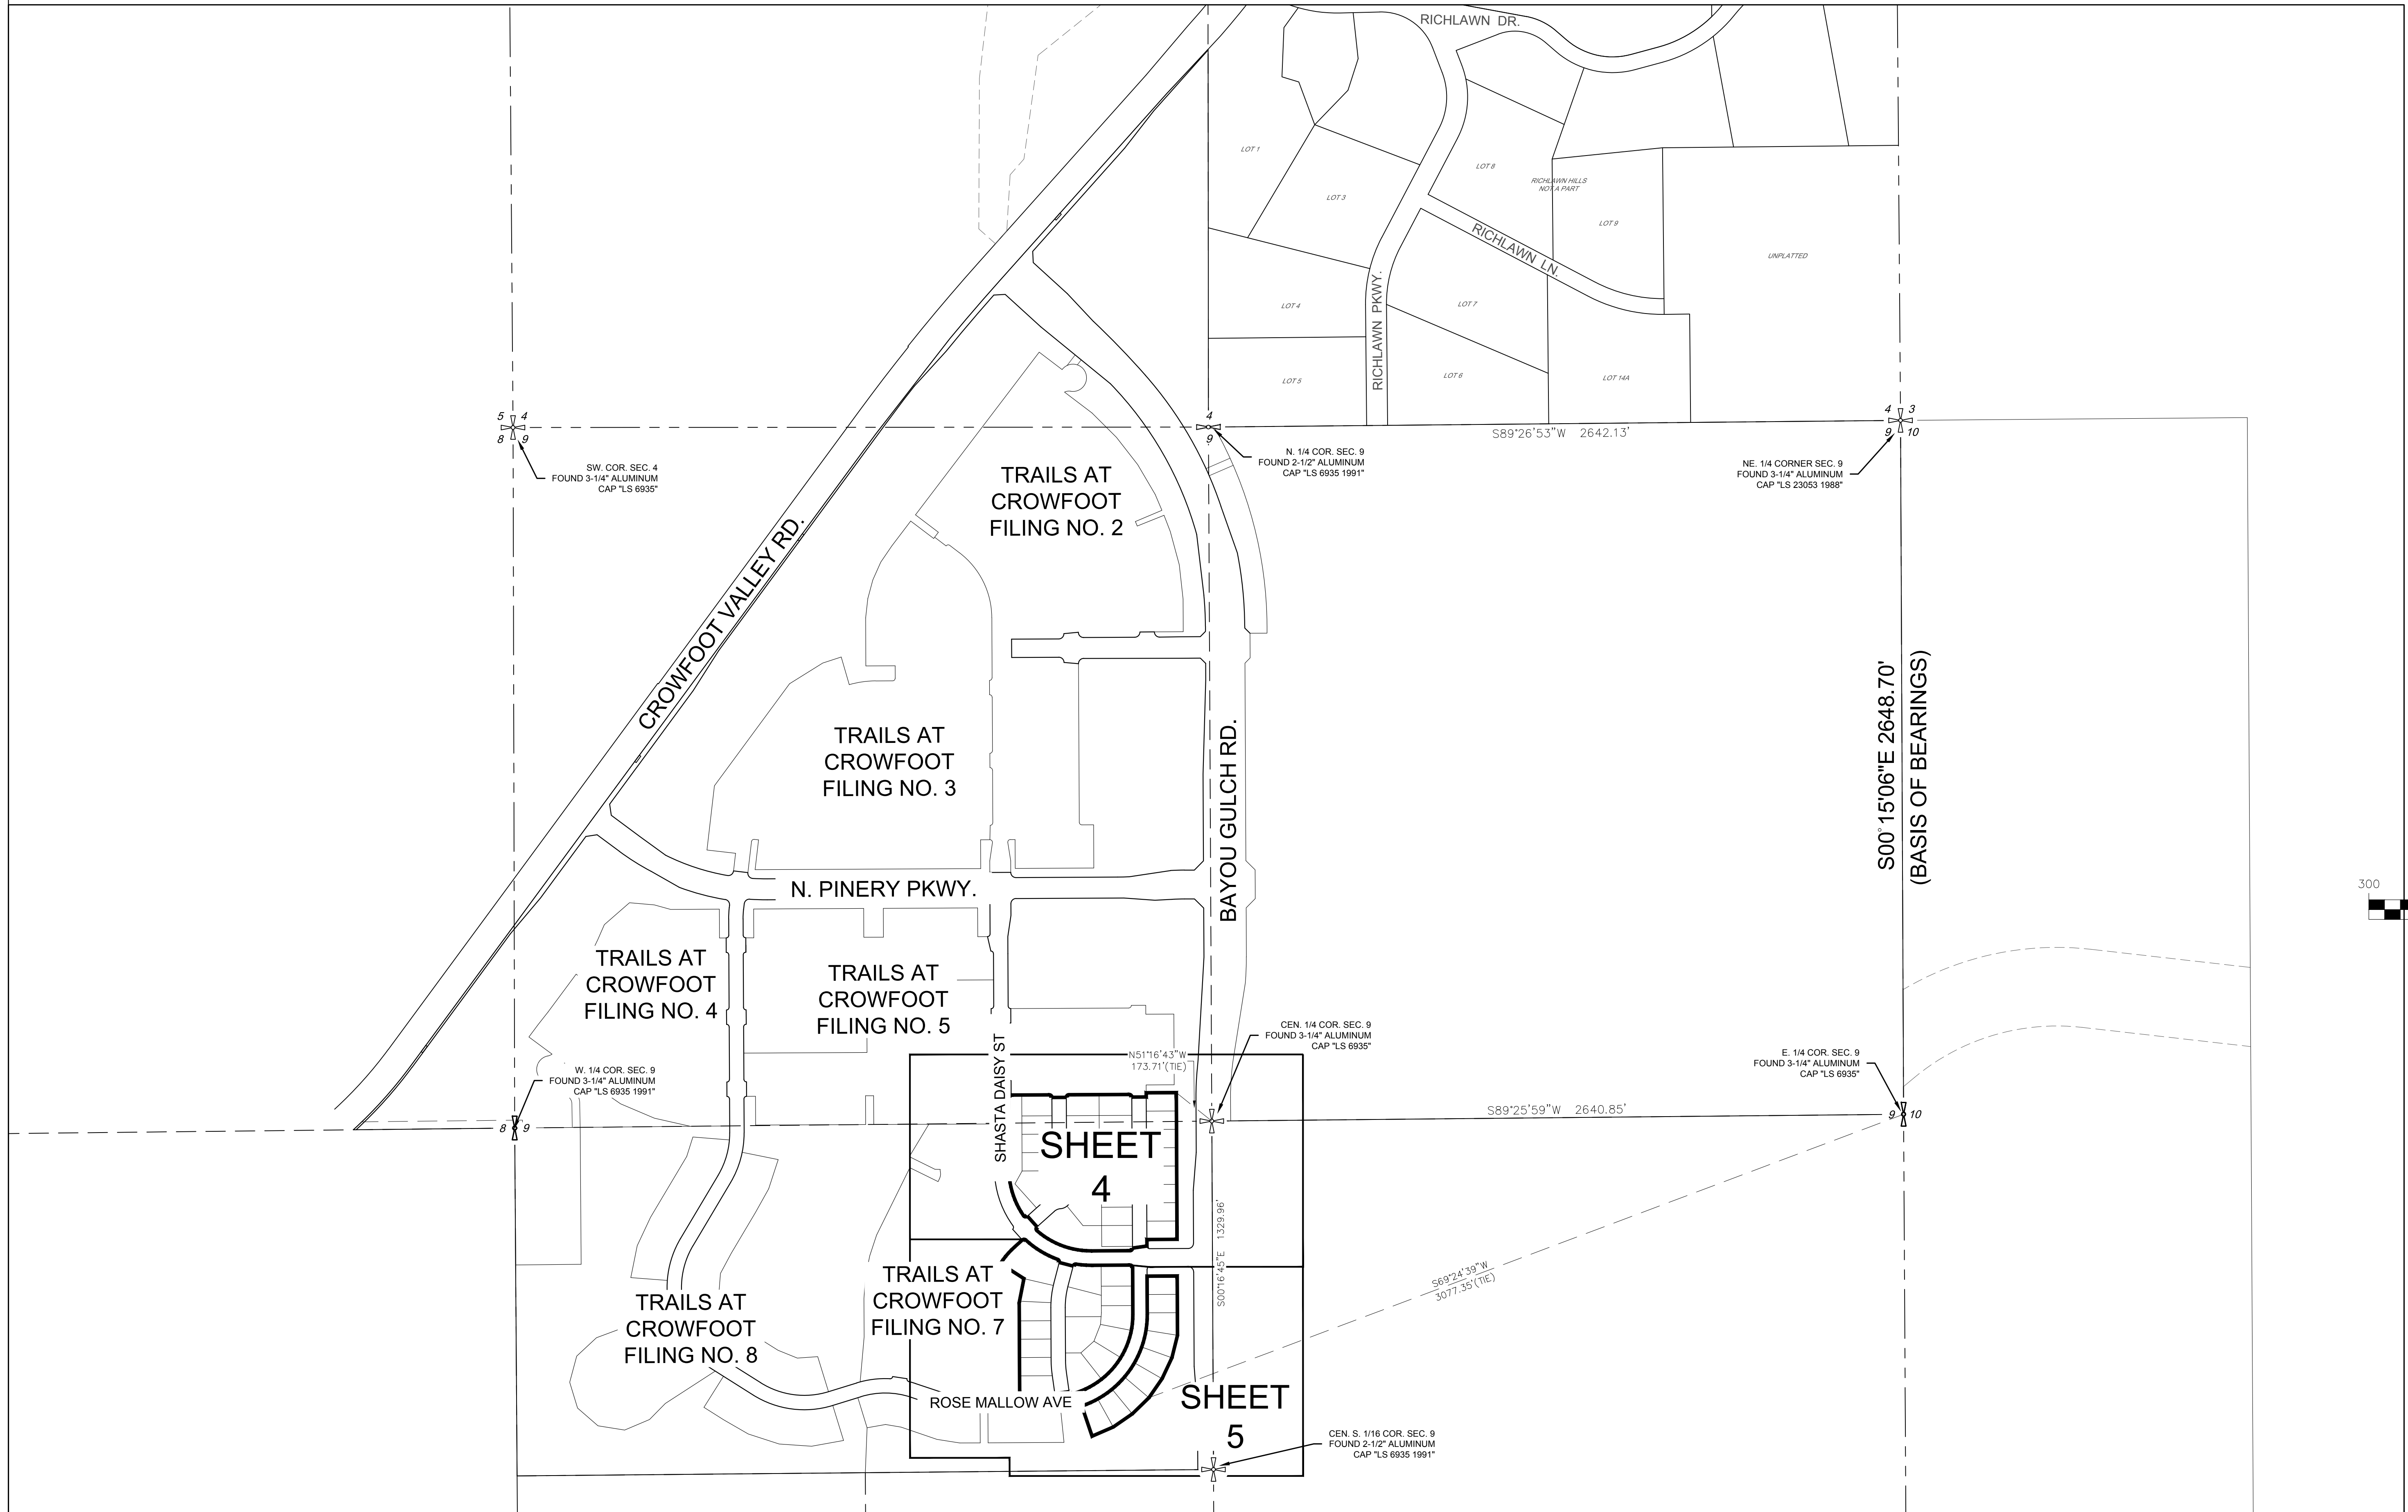 RICHLAWN DR.
LOT 1
LOT 8
RICHLAWN HILLS
NOT A PART
LOT 3
LOT 9
RICHLAWN LN.
UNPLATTED
LOT 4
RICHLAWN PKWY.
LOT 7
LOT 5
LOT 6
LOT 14A
5 4
8 9
SW. COR. SEC. 4
FOUND 3-1/4" ALUMINUM
CAP "LS 6935"
4
9
N. 1/4 COR. SEC. 9
FOUND 2-1/2" ALUMINUM
CAP "LS 6935 1991"
S89°26'53"W 2642.13'
4 3
9 10
NE. 1/4 CORNER SEC. 9
FOUND 3-1/4" ALUMINUM
CAP "LS 23053 1988"
TRAILS AT
CROWFOOT
FILING NO. 2
CROWFOOT VALLEY RD.
TRAILS AT
CROWFOOT
FILING NO. 3
BAYOU GULCH RD.
S00°15'06"E 2648.70'
(BASIS OF BEARINGS)
300
N. PINERY PKWY.
TRAILS AT
CROWFOOT
FILING NO. 4
TRAILS AT
CROWFOOT
FILING NO. 5
SHASTA DAISY ST
N51°16'43"W
173.71'(TIE)
CEN. 1/4 COR. SEC. 9
FOUND 3-1/4" ALUMINUM
CAP "LS 6935"
W. 1/4 COR. SEC. 9
FOUND 3-1/4" ALUMINUM
CAP "LS 6935 1991"
8 9
E. 1/4 COR. SEC. 9
FOUND 3-1/4" ALUMINUM
CAP "LS 6935"
S89°25'59"W 2640.85'
9 10
SHEET
4
S00°16'45"E 1329.96'
S69°24'39"W
3077.35'(TIE)
TRAILS AT
CROWFOOT
FILING NO. 7
TRAILS AT
CROWFOOT
FILING NO. 8
ROSE MALLOW AVE
SHEET
5
CEN. S. 1/16 COR. SEC. 9
FOUND 2-1/2" ALUMINUM
CAP "LS 6935 1991"